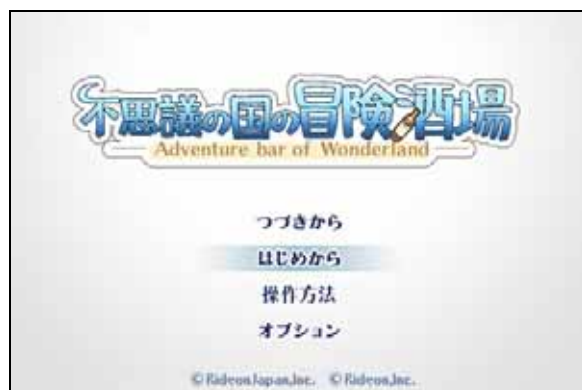 不思議の国の冒険酒場
Adventure bar of Wonderland
つづきから
はじめから
操作方法
オプション
©RideonJapan,Inc. ©Rideon,Inc.